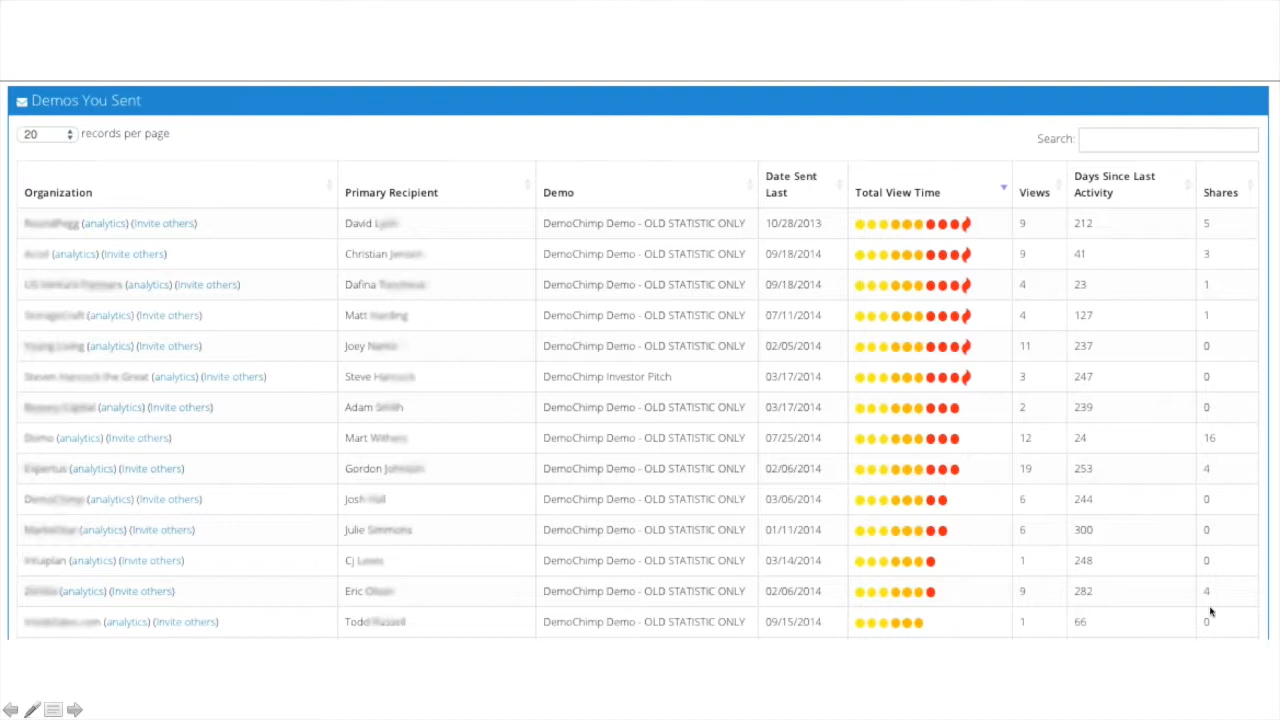 Demos You Sent
20 records per page
Search:
Organization Primary Recipient Demo Date Sent Last Total View Time Views Days Since Last Activity Shares
(analytics) (Invite others) David DemoChimp Demo - OLD STATISTIC ONLY 10/28/2013 9 212 5
(analytics) (Invite others) Christian DemoChimp Demo - OLD STATISTIC ONLY 09/18/2014 9 41 3
(analytics) (Invite others) Dafina DemoChimp Demo - OLD STATISTIC ONLY 09/18/2014 4 23 1
(analytics) (Invite others) Matt DemoChimp Demo - OLD STATISTIC ONLY 07/11/2014 4 127 1
(analytics) (Invite others) Joey DemoChimp Demo - OLD STATISTIC ONLY 02/05/2014 11 237 0
(analytics) (Invite others) Steve DemoChimp Investor Pitch 03/17/2014 3 247 0
(analytics) (Invite others) Adam DemoChimp Demo - OLD STATISTIC ONLY 03/17/2014 2 239 0
(analytics) (Invite others) Mart DemoChimp Demo - OLD STATISTIC ONLY 07/25/2014 12 24 16
(analytics) (Invite others) Gordon DemoChimp Demo - OLD STATISTIC ONLY 02/06/2014 19 253 4
(analytics) (Invite others) Josh DemoChimp Demo - OLD STATISTIC ONLY 03/06/2014 6 244 0
(analytics) (Invite others) Julie DemoChimp Demo - OLD STATISTIC ONLY 01/11/2014 6 300 0
(analytics) (Invite others) Cj DemoChimp Demo - OLD STATISTIC ONLY 03/14/2014 1 248 0
(analytics) (Invite others) Eric DemoChimp Demo - OLD STATISTIC ONLY 02/06/2014 9 282 4
(analytics) (Invite others) Todd DemoChimp Demo - OLD STATISTIC ONLY 09/15/2014 1 66 0